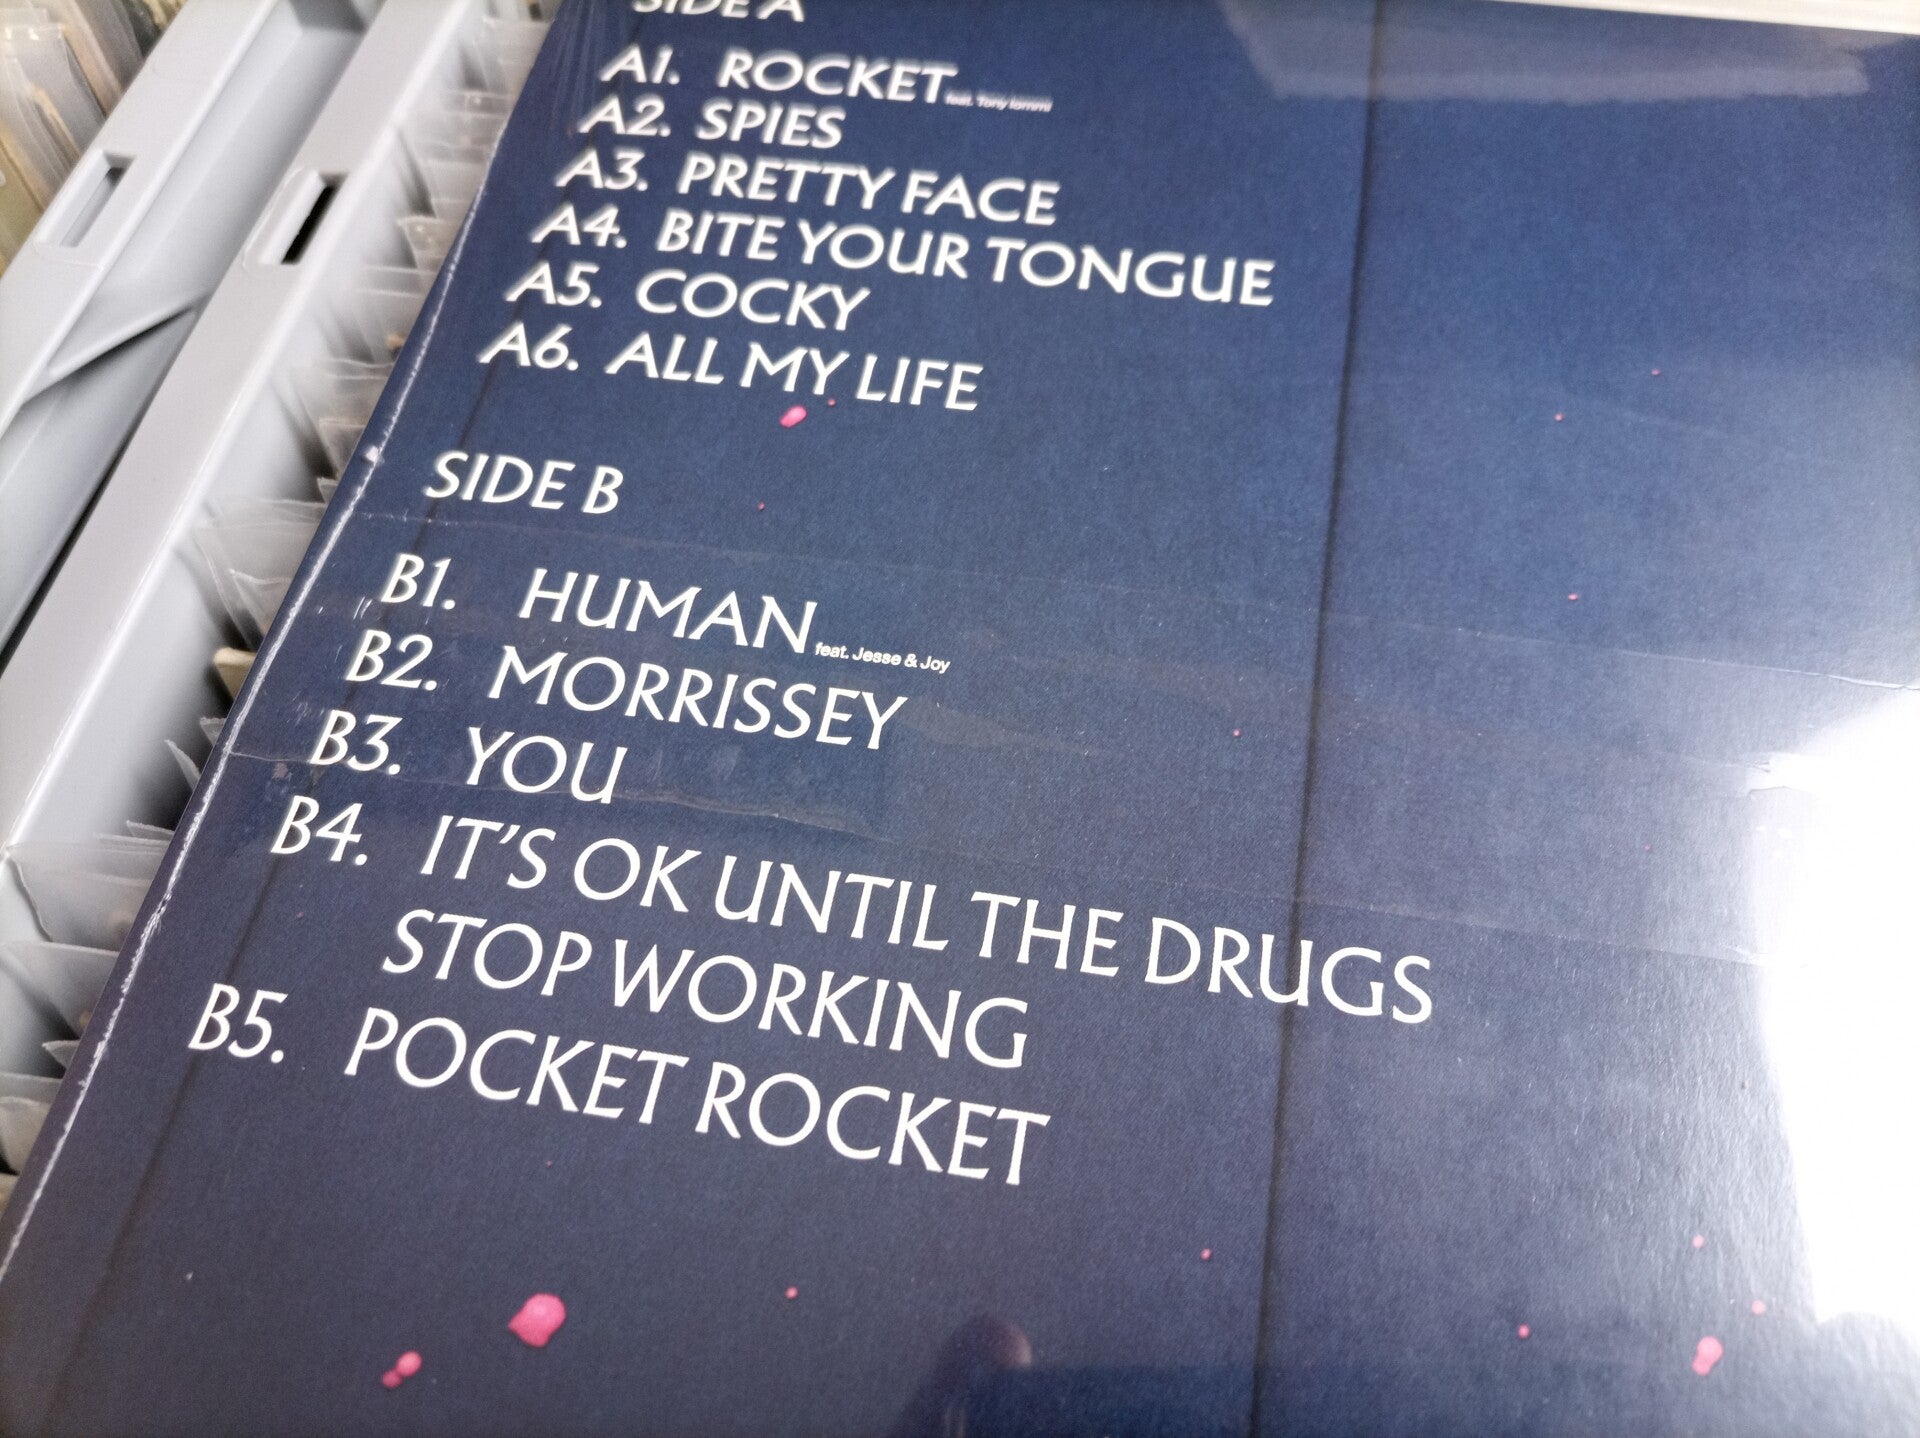 SIDE A
A1. ROCKET feat. Tony Iommi
A2. SPIES
A3. PRETTY FACE
A4. BITE YOUR TONGUE
A5. COCKY
A6. ALL MY LIFE
SIDE B
B1. HUMAN feat. Jesse & Joy
B2. MORRISSEY
B3. YOU
B4. IT'S OK UNTIL THE DRUGS
STOP WORKING
B5. POCKET ROCKET